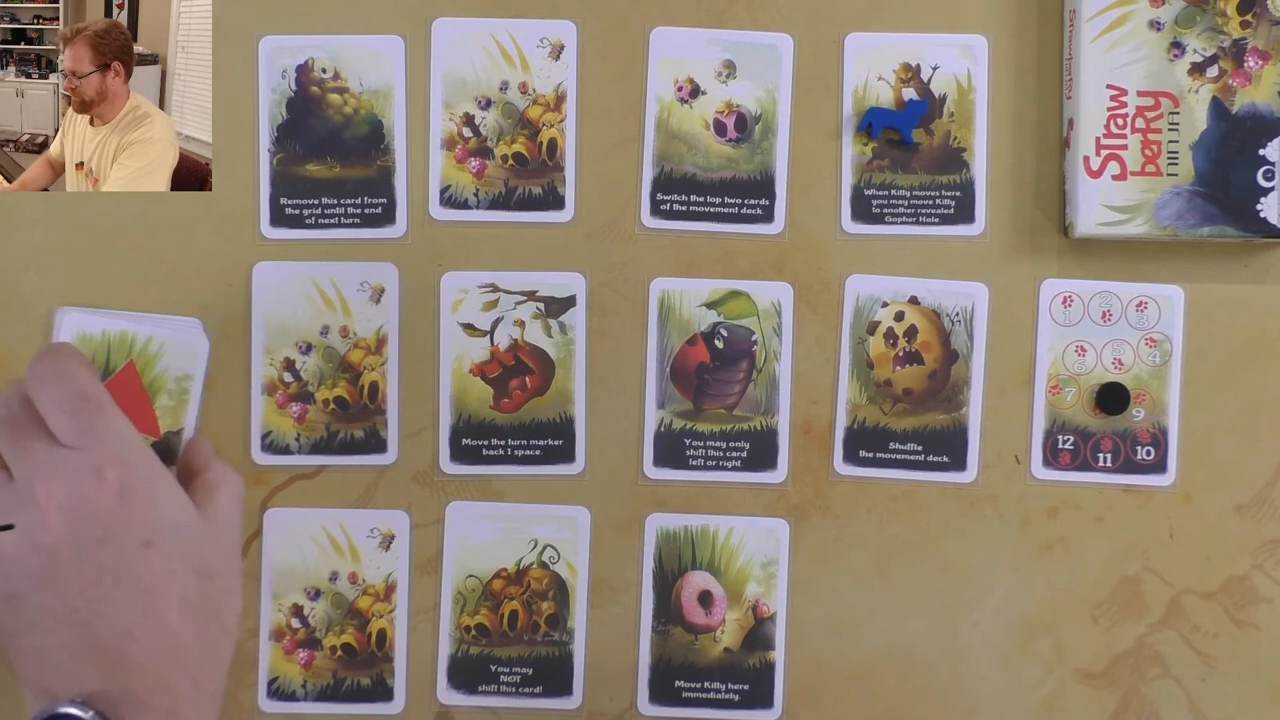 Remove this card from
the grid until the end
of next turn.
Switch the top two cards
of the movement deck.
When Kitty moves here,
you may move Kitty
to another revealed
Gopher Hole.
Straw
berry
NINJA
Strawberry
Move the turn marker
back 1 space.
You may only
shift this card
left or right.
Shuffle
the movement deck.
1 2 3
6 5 4
7 9
12 11 10
You may
NOT
shift this card!
Move Kitty here
immediately.